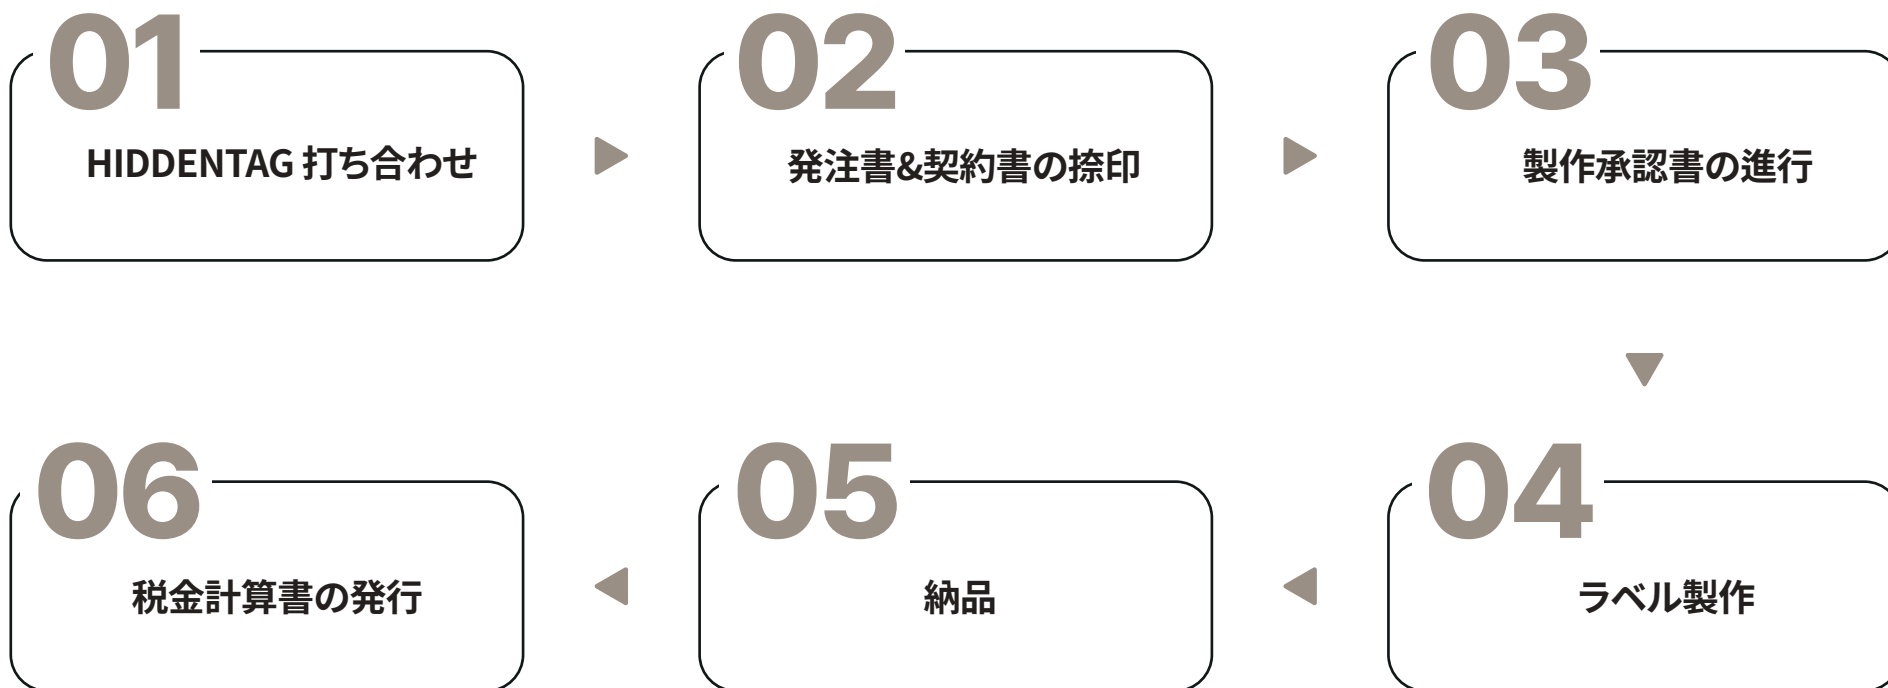 01
HIDDENTAG 打ち合わせ
02
発注書&契約書の捺印
03
製作承認書の進行
04
ラベル製作
05
納品
06
税金計算書の発行